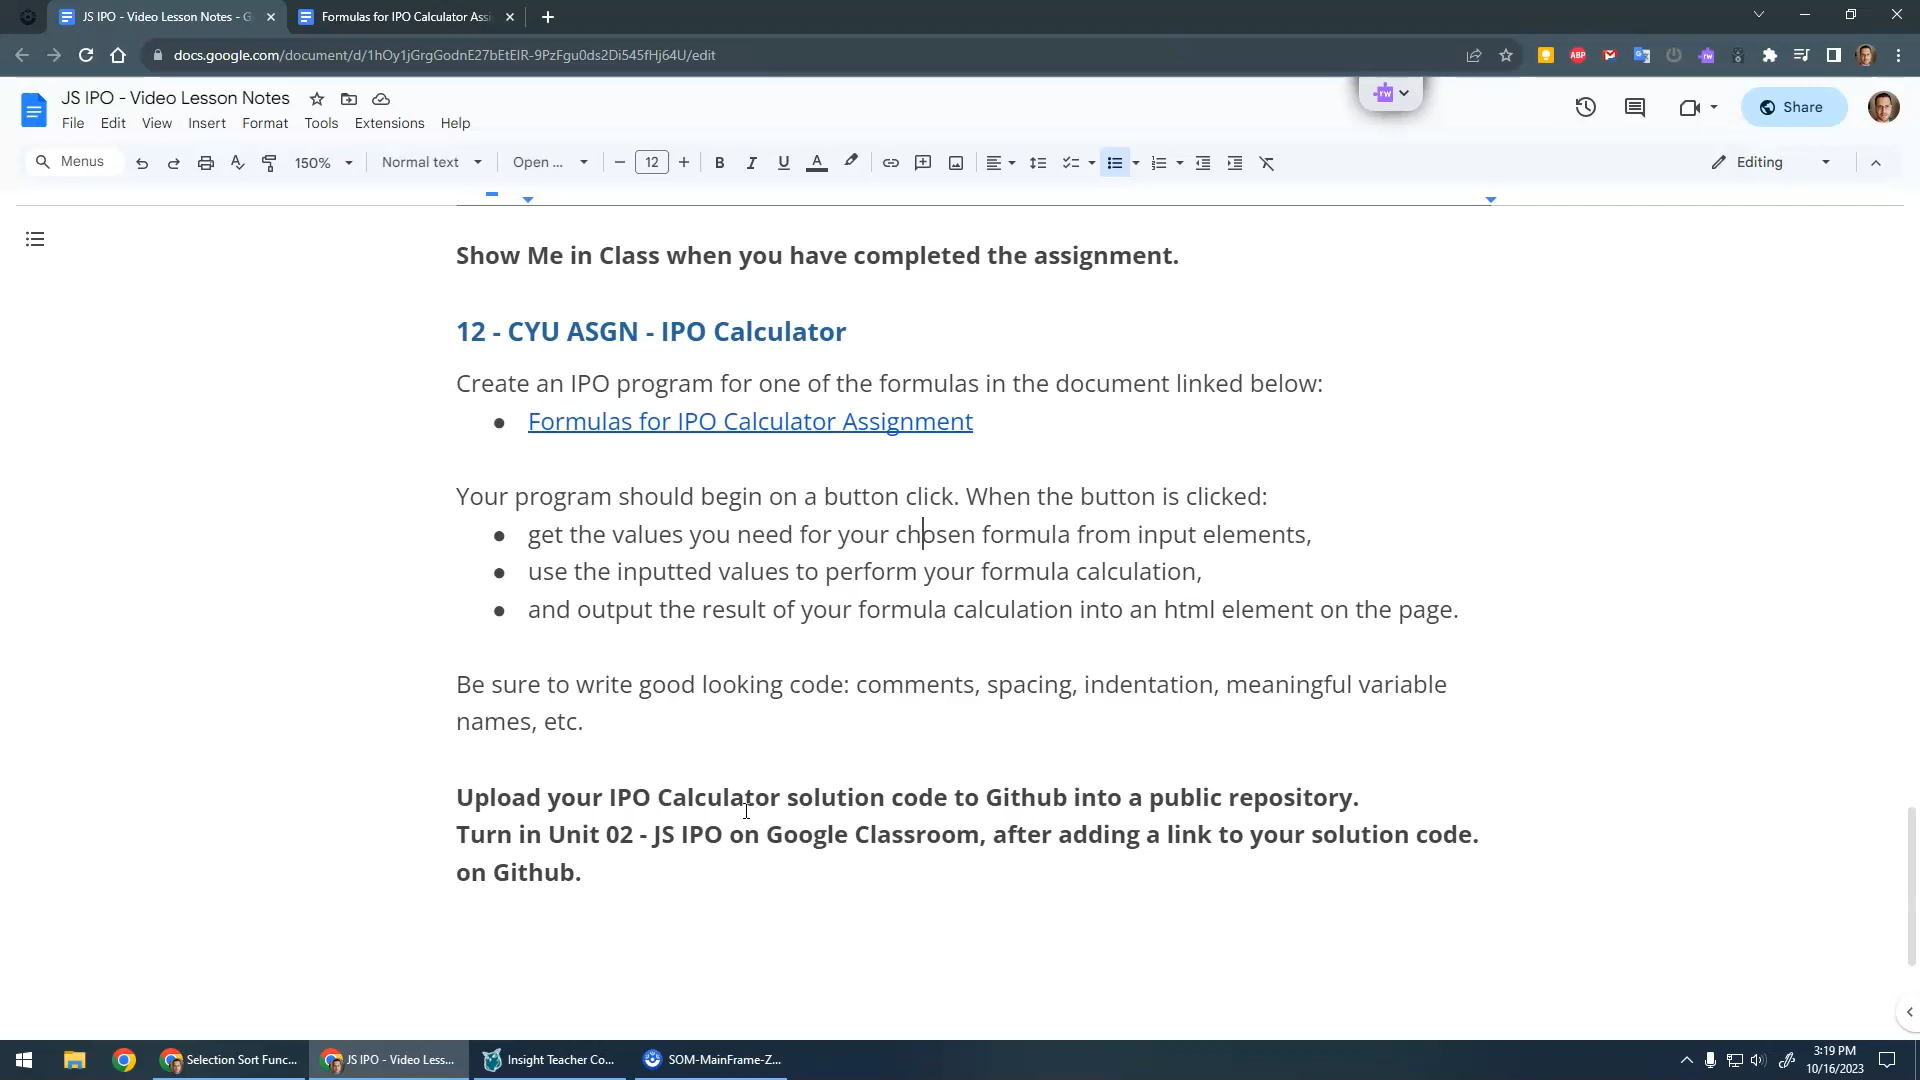 JS IPO - Video Lesson Notes - G
Formulas for IPO Calculator Assi
docs.google.com/document/d/1hOy1jGrgGodnE27bEtElR-9PzFgu0ds2Di545fHj64U/edit
JS IPO - Video Lesson Notes
File Edit View Insert Format Tools Extensions Help
Share
Menus 150% Normal text Open ... 12 B I U A Editing
Show Me in Class when you have completed the assignment.
12 - CYU ASGN - IPO Calculator
Create an IPO program for one of the formulas in the document linked below:
● Formulas for IPO Calculator Assignment
Your program should begin on a button click. When the button is clicked:
● get the values you need for your chosen formula from input elements,
● use the inputted values to perform your formula calculation,
● and output the result of your formula calculation into an html element on the page.
Be sure to write good looking code: comments, spacing, indentation, meaningful variable
names, etc.
Upload your IPO Calculator solution code to Github into a public repository.
Turn in Unit 02 - JS IPO on Google Classroom, after adding a link to your solution code.
on Github.
Selection Sort Func...
JS IPO - Video Less...
Insight Teacher Co...
SOM-MainFrame-Z...
3:19 PM
10/16/2023